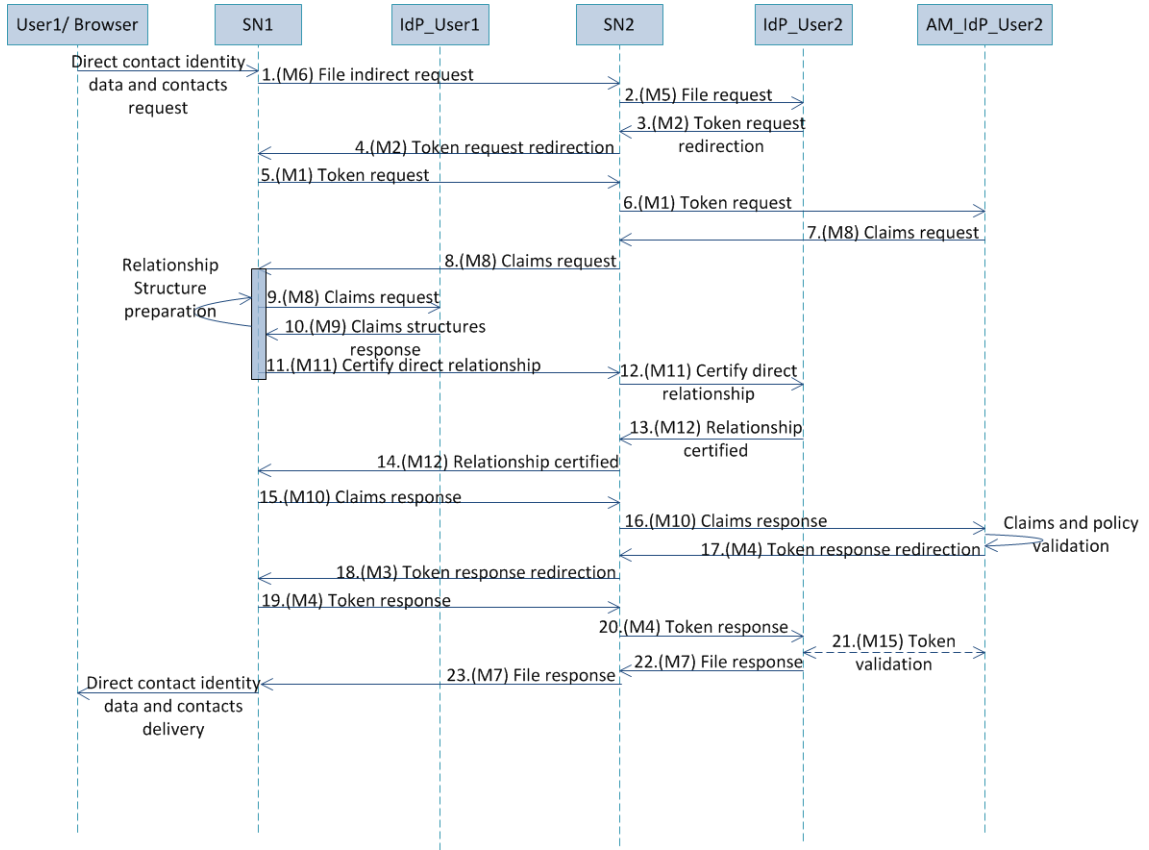 User1/ Browser
SN1
IdP_User1
SN2
IdP_User2
AM_IdP_User2
Direct contact identity
data and contacts
request
1.(M6) File indirect request
2.(M5) File request
3.(M2) Token request
redirection
4.(M2) Token request redirection
5.(M1) Token request
6.(M1) Token request
7.(M8) Claims request
8.(M8) Claims request
Relationship
Structure
preparation
9.(M8) Claims request
10.(M9) Claims structures
response
11.(M11) Certify direct relationship
12.(M11) Certify direct
relationship
13.(M12) Relationship
certified
14.(M12) Relationship certified
15.(M10) Claims response
16.(M10) Claims response
Claims and policy
validation
17.(M4) Token response redirection
18.(M3) Token response redirection
19.(M4) Token response
20.(M4) Token response
21.(M15) Token
validation
22.(M7) File response
23.(M7) File response
Direct contact identity
data and contacts
delivery